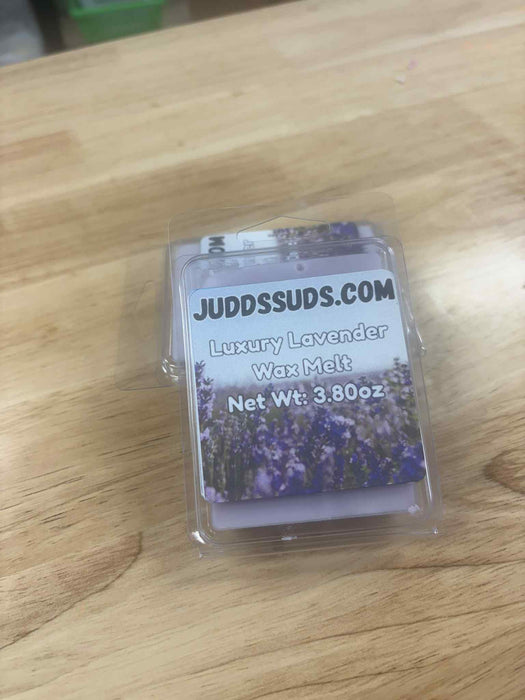 JUDDSSUDS.COM
Luxury Lavender
Wax Melt
Net Wt: 3.80oz